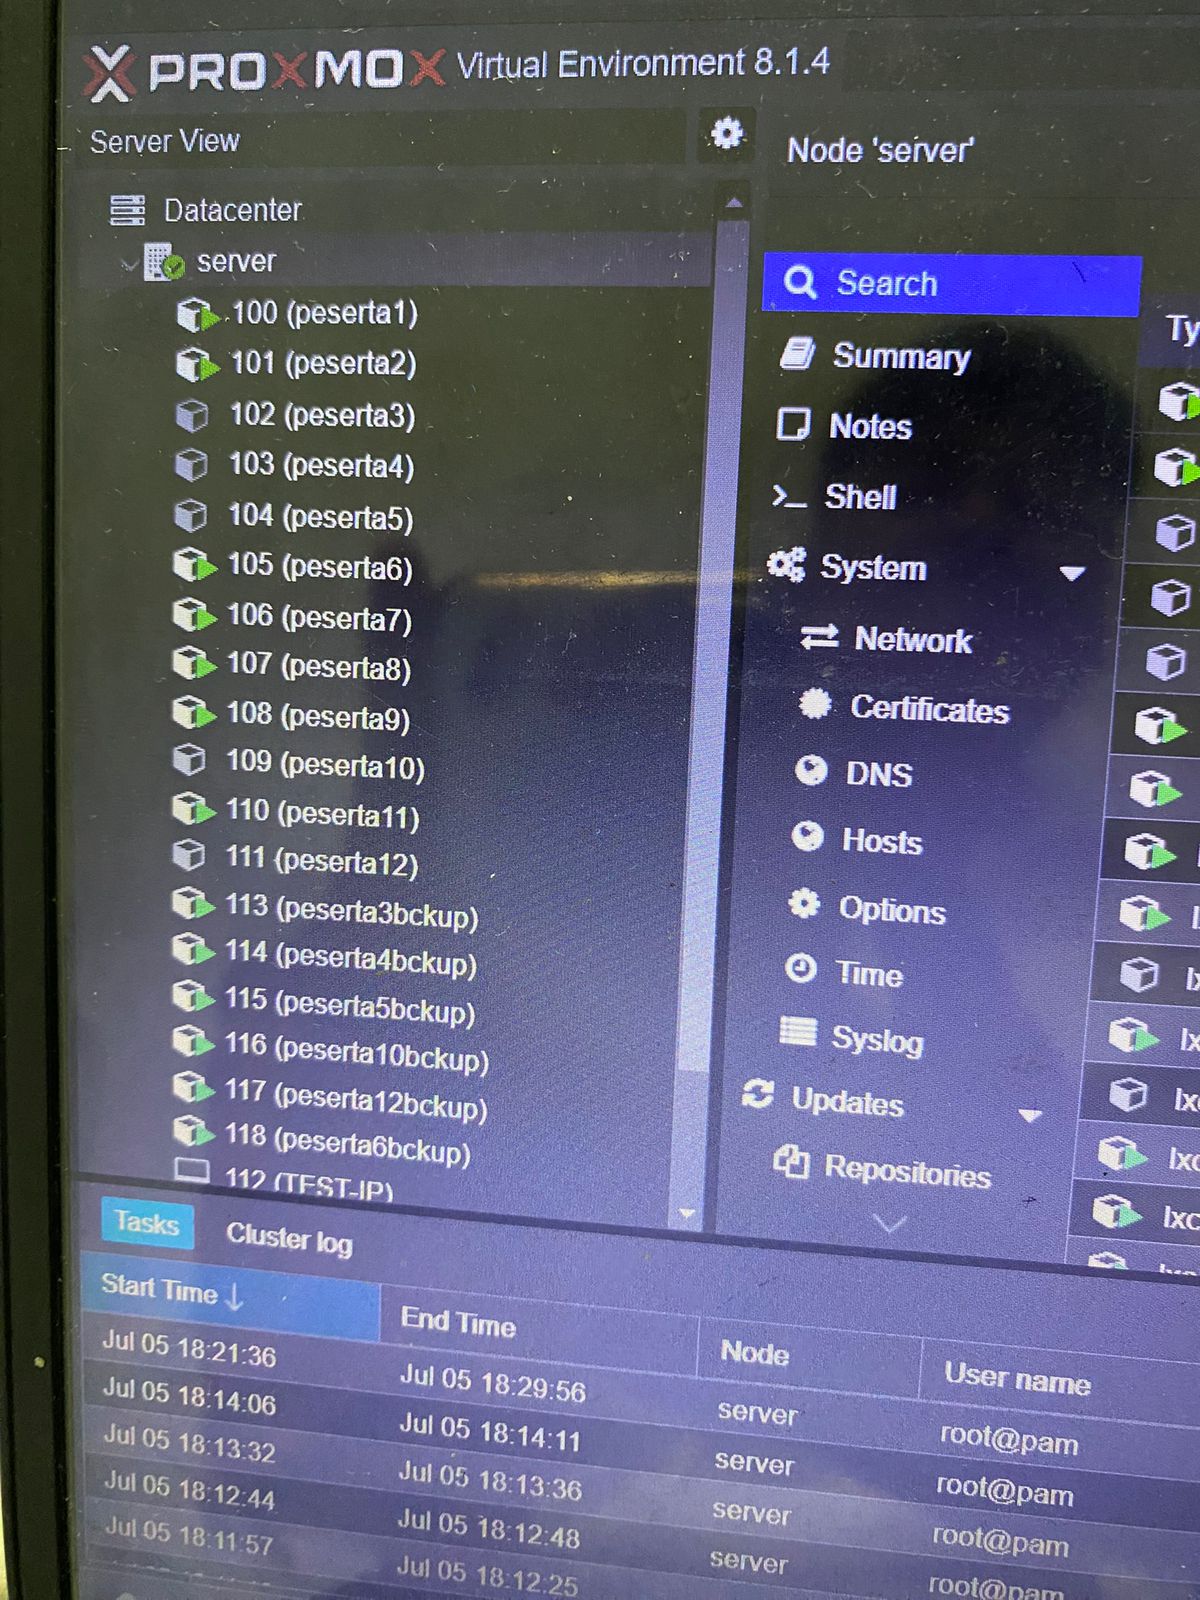 PROXMOX Virtual Environment 8.1.4
Server View
Datacenter
server
100 (peserta1)
101 (peserta2)
102 (peserta3)
103 (peserta4)
104 (peserta5)
105 (peserta6)
106 (peserta7)
107 (peserta8)
108 (peserta9)
109 (peserta10)
110 (peserta11)
111 (peserta12)
113 (peserta3bckup)
114 (peserta4bckup)
115 (peserta5bckup)
116 (peserta10bckup)
117 (peserta12bckup)
118 (peserta6bckup)
112 (TEST-IP)
Node 'server'
Search
Summary
Notes
Shell
System
Network
Certificates
DNS
Hosts
Options
Time
Syslog
Updates
Repositories
Ty
Tasks Cluster log
Start Time End Time Node User name
Jul 05 18:21:36 Jul 05 18:29:56 server root@pam
Jul 05 18:14:06 Jul 05 18:14:11 server root@pam
Jul 05 18:13:32 Jul 05 18:13:36 server root@pam
Jul 05 18:12:44 Jul 05 18:12:48 server root@pam
Jul 05 18:11:57 Jul 05 18:12:25